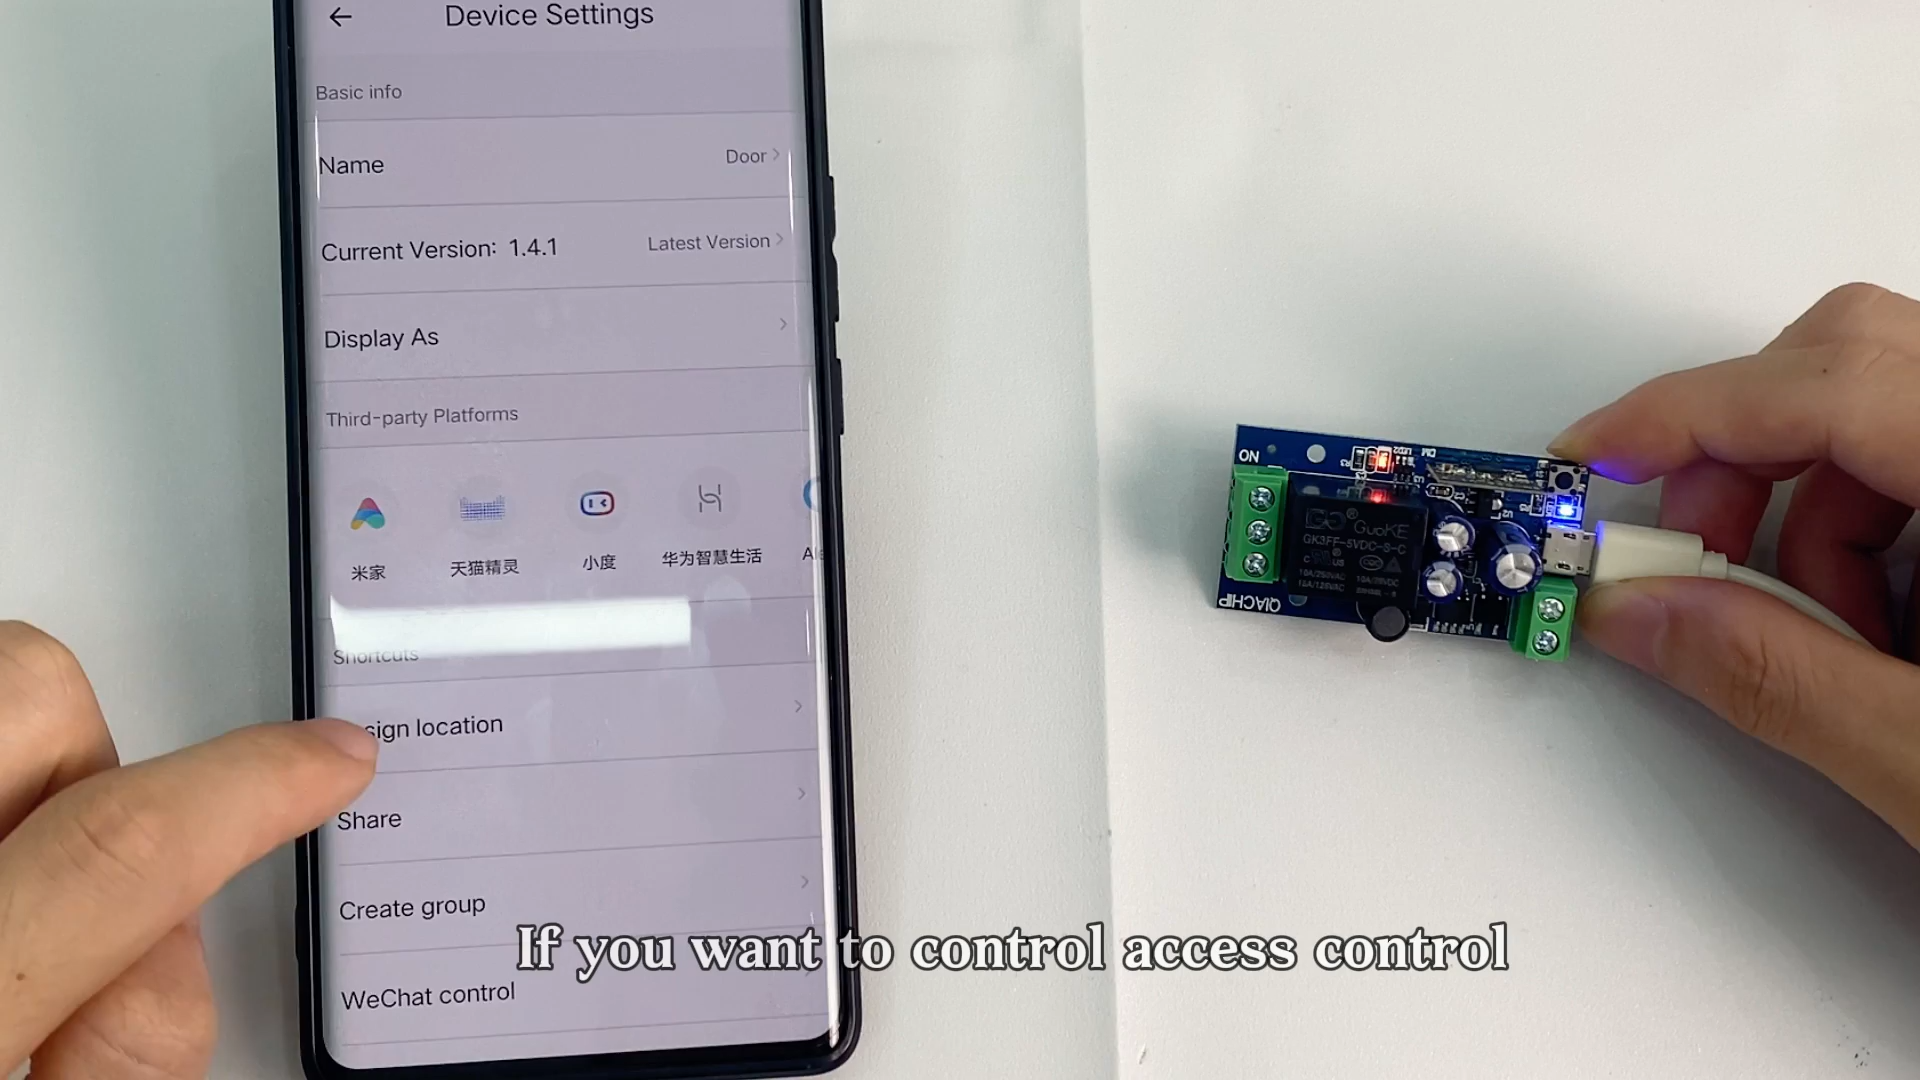 Device Settings
Basic info
Name
Door
Current Version: 1.4.1
Latest Version
Display As
Third-party Platforms
米家
天猫精灵
小度
华为智慧生活
Shortcuts
sign location
Share
Create group
WeChat control
If you want to control access control
ON
QIACHIP
GUOKE
GK3FF-5VDC-S-C